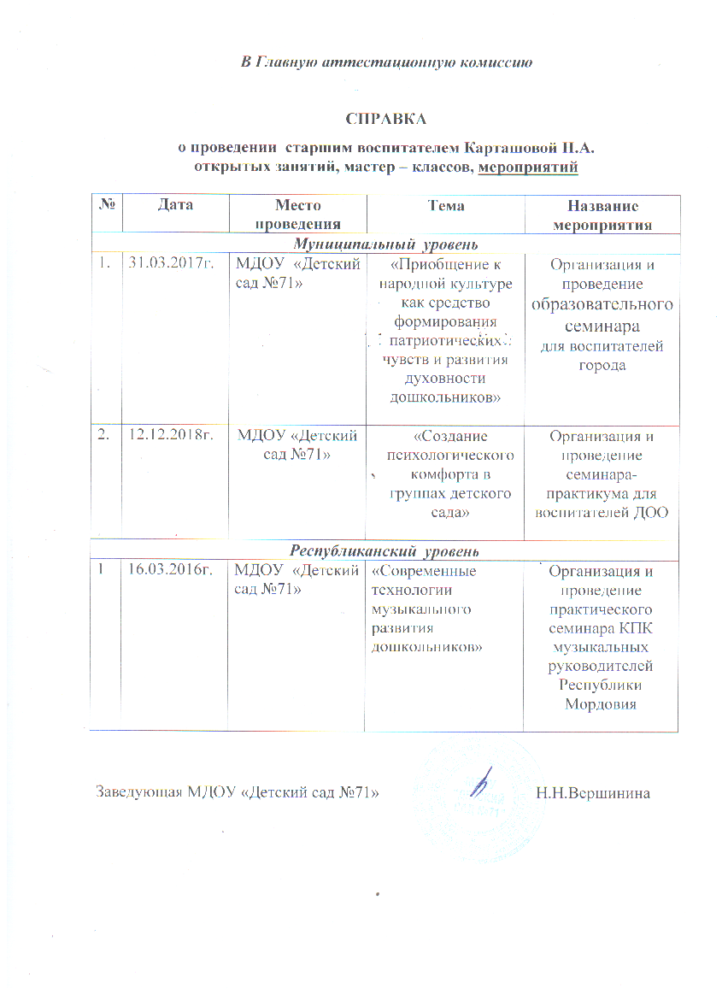 В Главную аттестационную комиссию
СПРАВКА
о проведении старшим воспитателем Карташовой Н.А.
открытых занятий, мастер – классов, мероприятий
№
Дата
Место
проведения
Тема
Название
мероприятия
Муниципальный уровень
1.
31.03.2017г.
МДОУ «Детский
сад №71»
«Приобщение к
народной культуре
как средство
формирования
патриотических
чувств и развития
духовности
дошкольников»
Организация и
проведение
образовательного
семинара
для воспитателей
города
2.
12.12.2018г.
МДОУ «Детский
сад №71»
«Создание
психологического
комфорта в
группах детского
сада»
Организация и
проведение
семинара-
практикума для
воспитателей ДОО
Республиканский уровень
1
16.03.2016г.
МДОУ «Детский
сад №71»
«Современные
технологии
музыкального
развития
дошкольников»
Организация и
проведение
практического
семинара КПК
музыкальных
руководителей
Республики
Мордовия
Заведующая МДОУ «Детский сад №71»
Н.Н.Вершинина